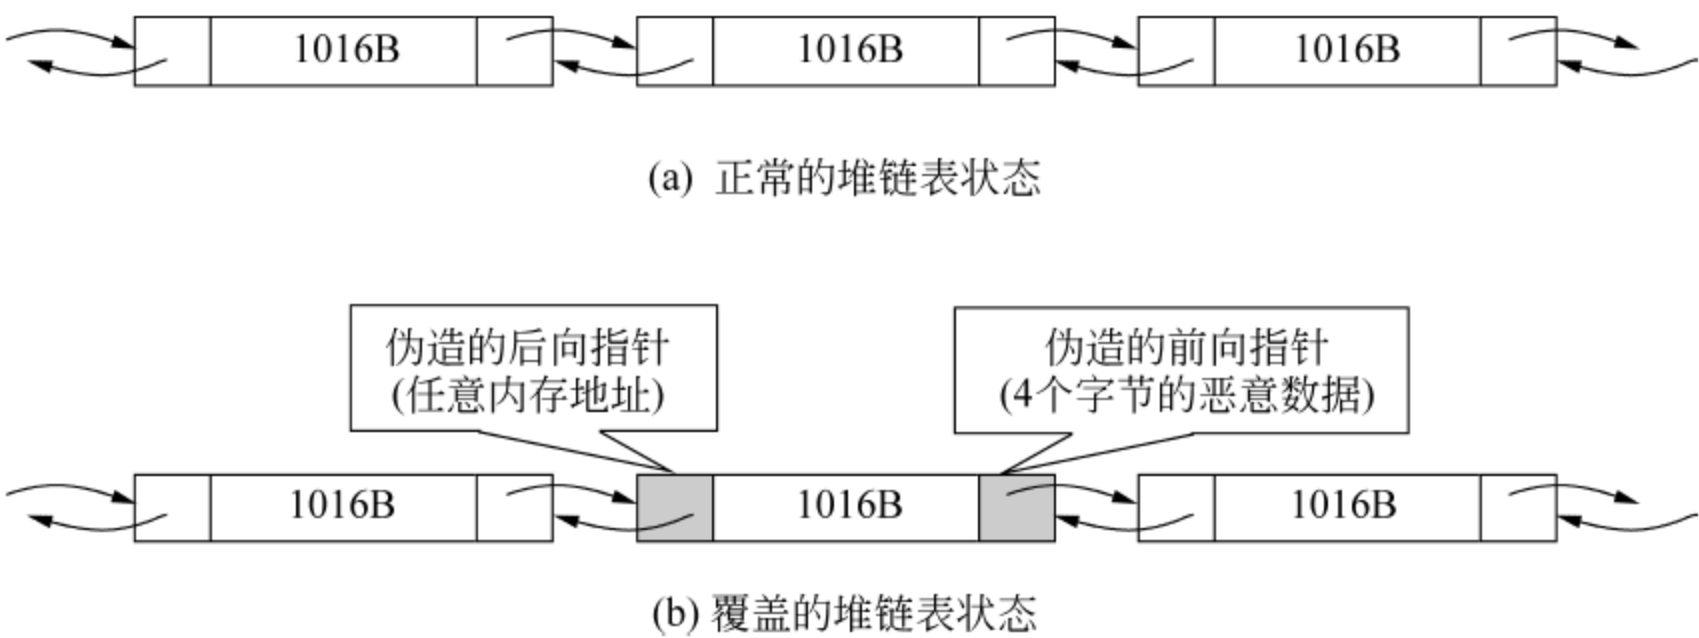 1016B 1016B 1016B
(a) 正常的堆链表状态
伪造的后向指针
(任意内存地址)
伪造的前向指针
(4个字节的恶意数据)
1016B 1016B 1016B
(b) 覆盖的堆链表状态